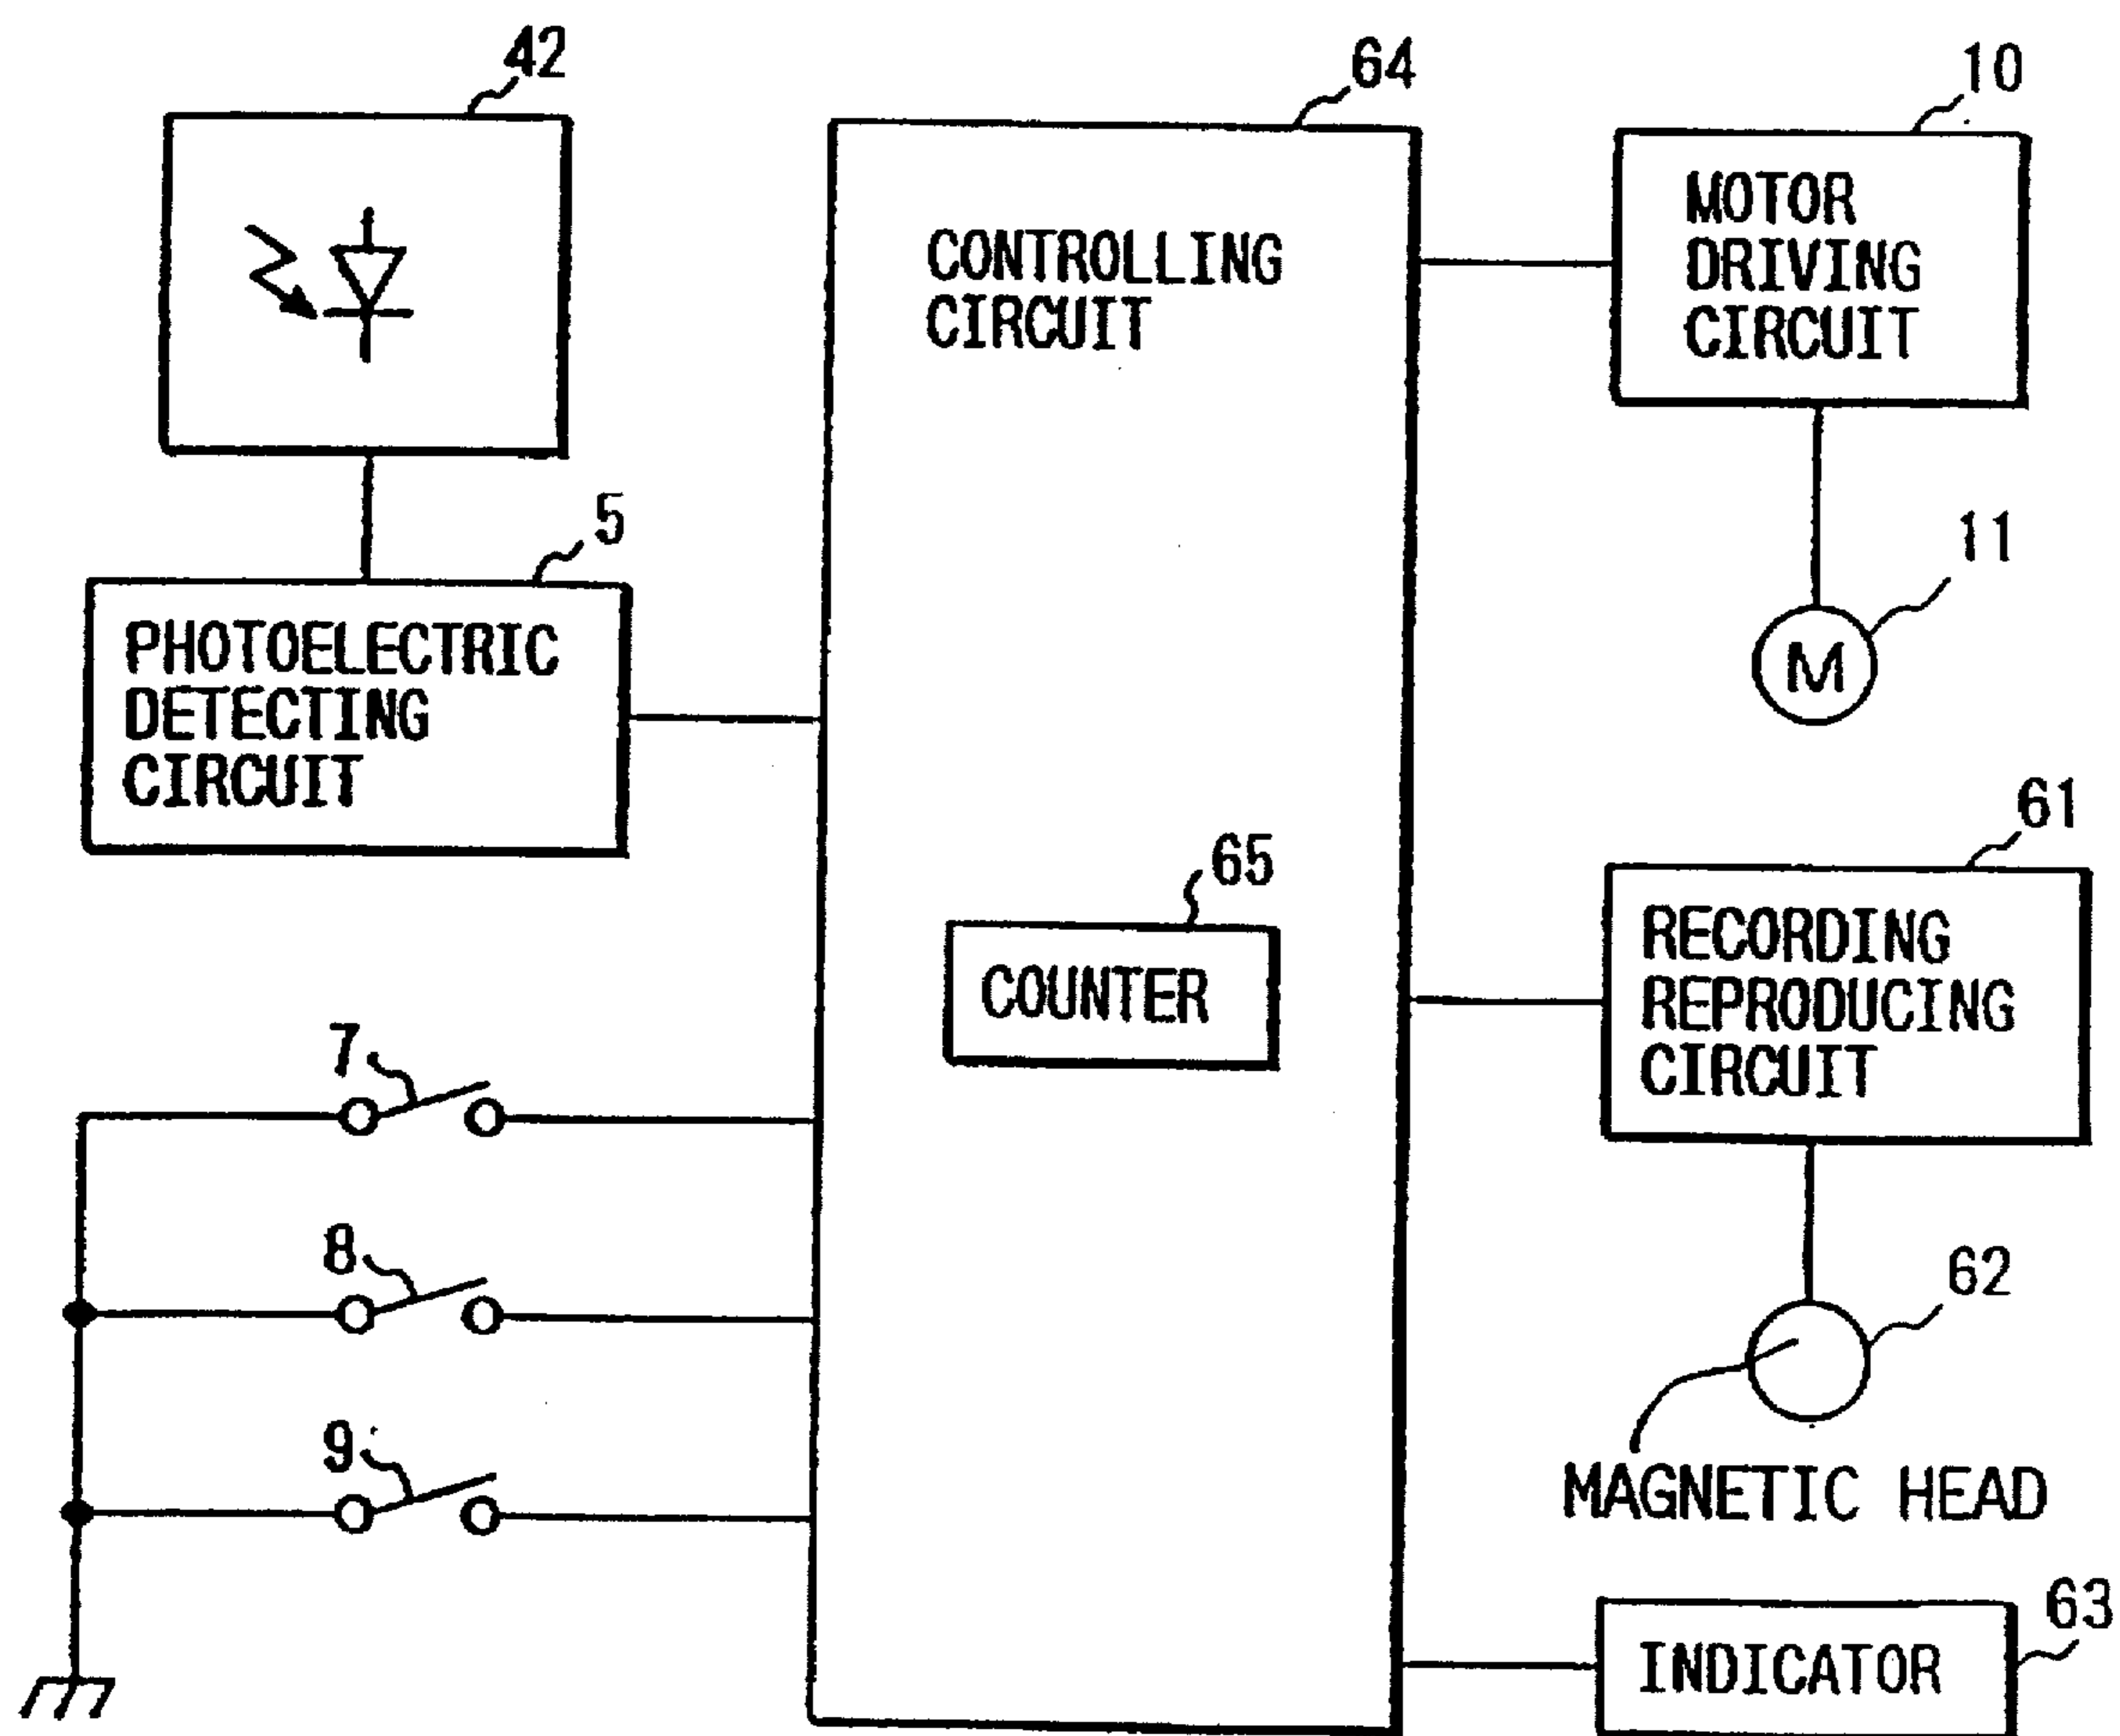 42
64
10
MOTOR
DRIVING
CIRCUIT
CONTROLLING
CIRCUIT
5
11
M
PHOTOELECTRIC
DETECTING
CIRCUIT
61
65
COUNTER
RECORDING
REPRODUCING
CIRCUIT
7
8
62
9
MAGNETIC HEAD
63
INDICATOR